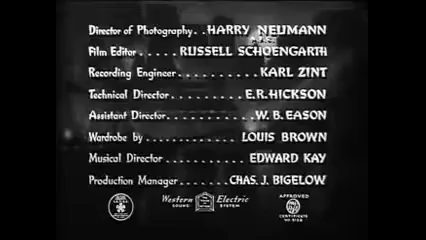 Director of Photography..HARRY NEUMANN
Film Editor.....RUSSELL SCHOENGARTH
Recording Engineer..........KARL ZINT
Technical Director.........E.R.HICKSON
Assistant Director..........W. B. EASON
Wardrobe by...............LOUIS BROWN
Musical Director...........EDWARD KAY
Production Manager.......CHAS. J. BIGELOW
Western Electric
SOUND SYSTEM
APPROVED
CERTIFICATE